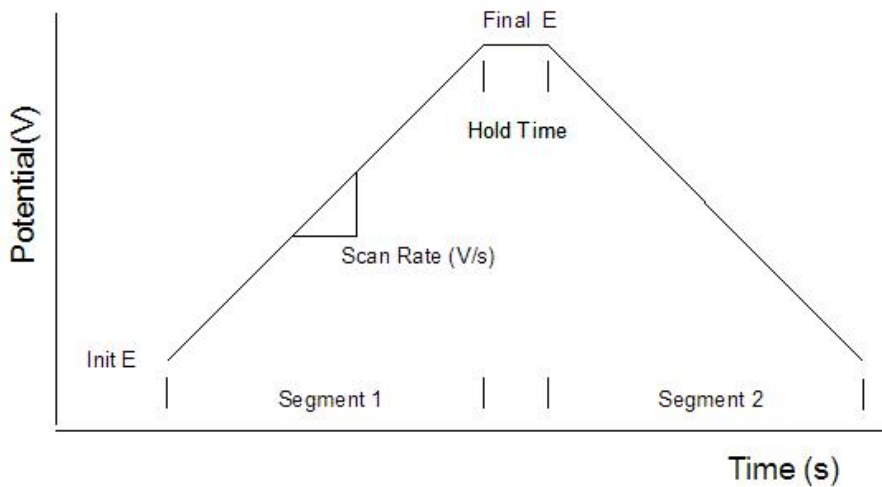 Final E
Hold Time
Potential(V)
Scan Rate (V/s)
Init E
Segment 1
Segment 2
Time (s)